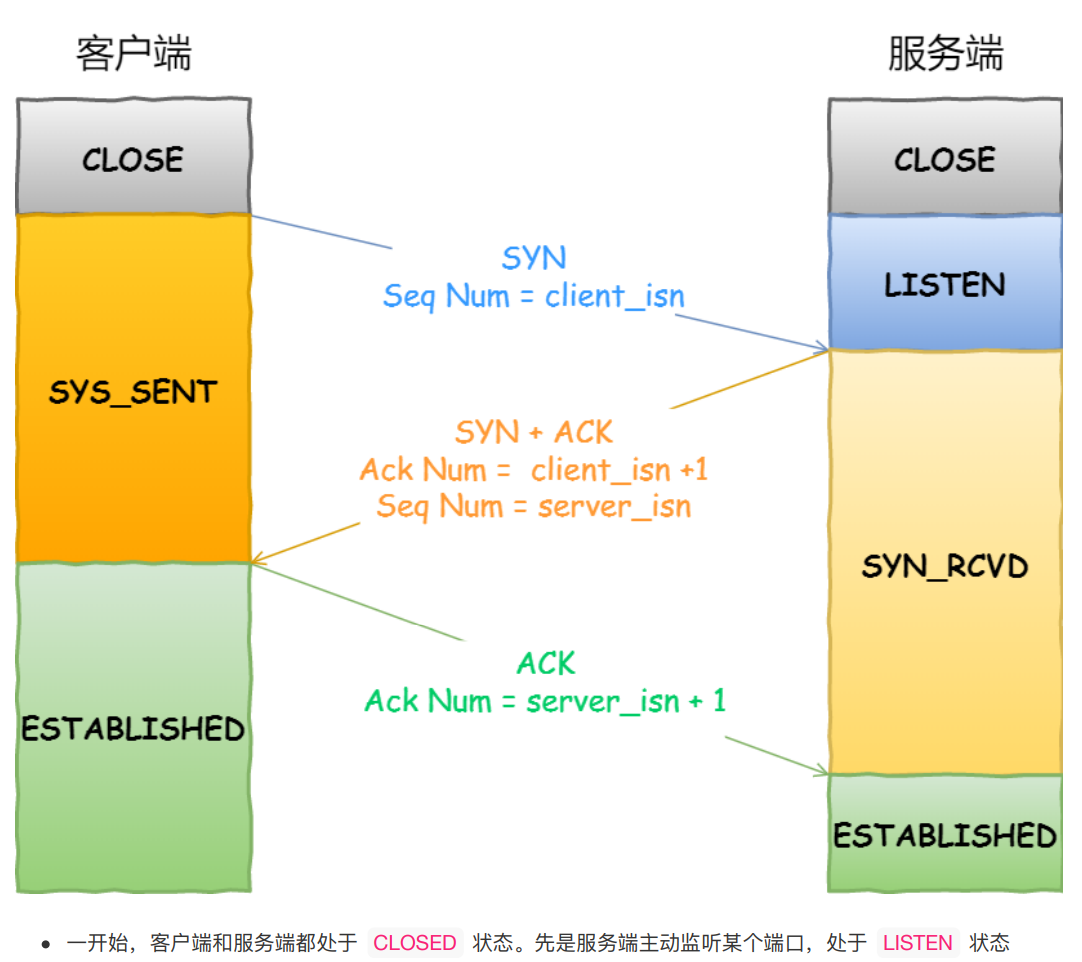 客户端
服务端
CLOSE
CLOSE
SYN
Seq Num = client_isn
LISTEN
SYS_SENT
SYN + ACK
Ack Num = client_isn +1
Seq Num = server_isn
SYN_RCVD
ACK
Ack Num = server_isn + 1
ESTABLISHED
ESTABLISHED
• 一开始，客户端和服务端都处于 CLOSED 状态。先是服务端主动监听某个端口，处于 LISTEN 状态